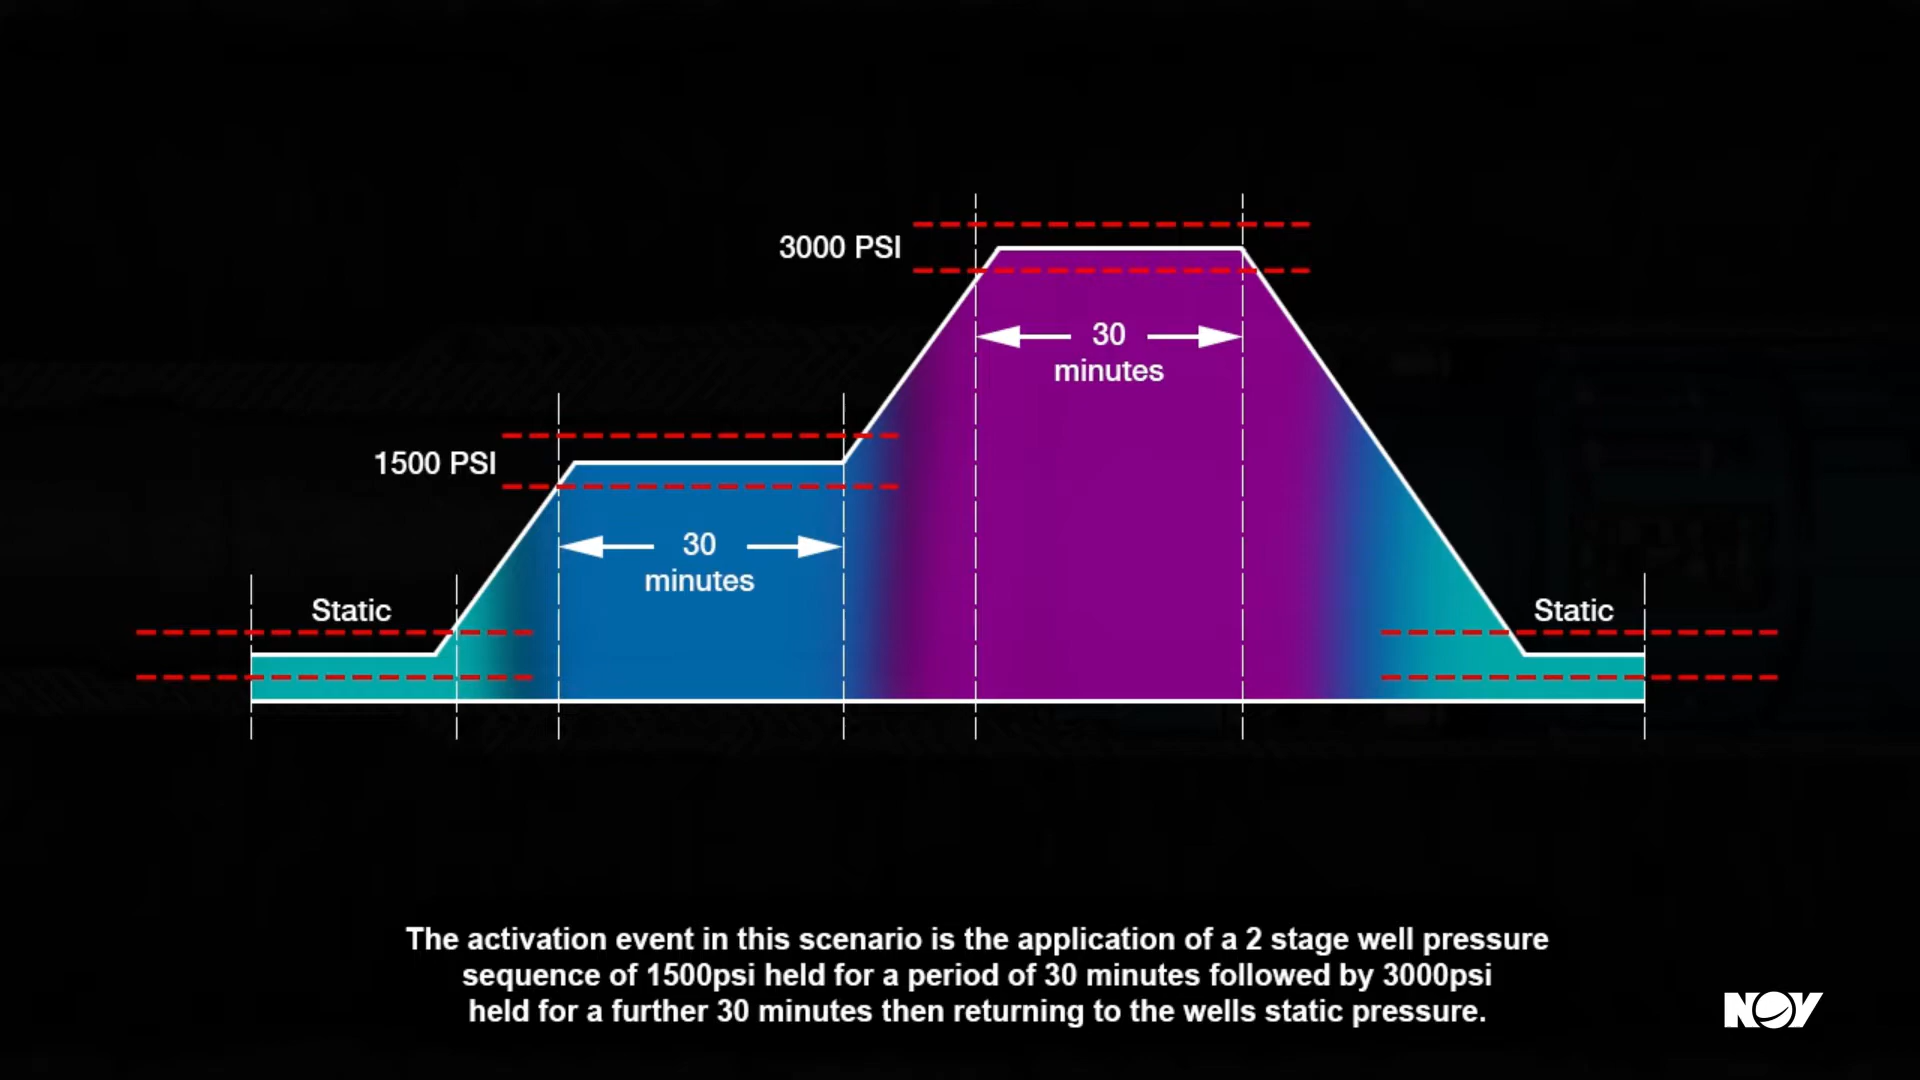 3000 PSI
30
minutes
1500 PSI
30
minutes
Static
Static
The activation event in this scenario is the application of a 2 stage well pressure
sequence of 1500psi held for a period of 30 minutes followed by 3000psi
held for a further 30 minutes then returning to the wells static pressure.
NOV